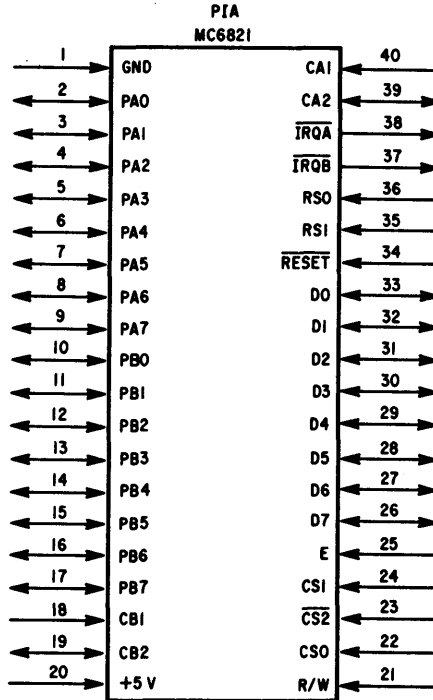 PIA
MC6821
1 GND CA1 40
2 PA0 CA2 39
3 PA1 IRQA 38
4 PA2 IRQB 37
5 PA3 RS0 36
6 PA4 RS1 35
7 PA5 RESET 34
8 PA6 D0 33
9 PA7 D1 32
10 PB0 D2 31
11 PB1 D3 30
12 PB2 D4 29
13 PB3 D5 28
14 PB4 D6 27
15 PB5 D7 26
16 PB6 E 25
17 PB7 CS1 24
18 CB1 CS2 23
19 CB2 CS0 22
20 +5 V R/W 21